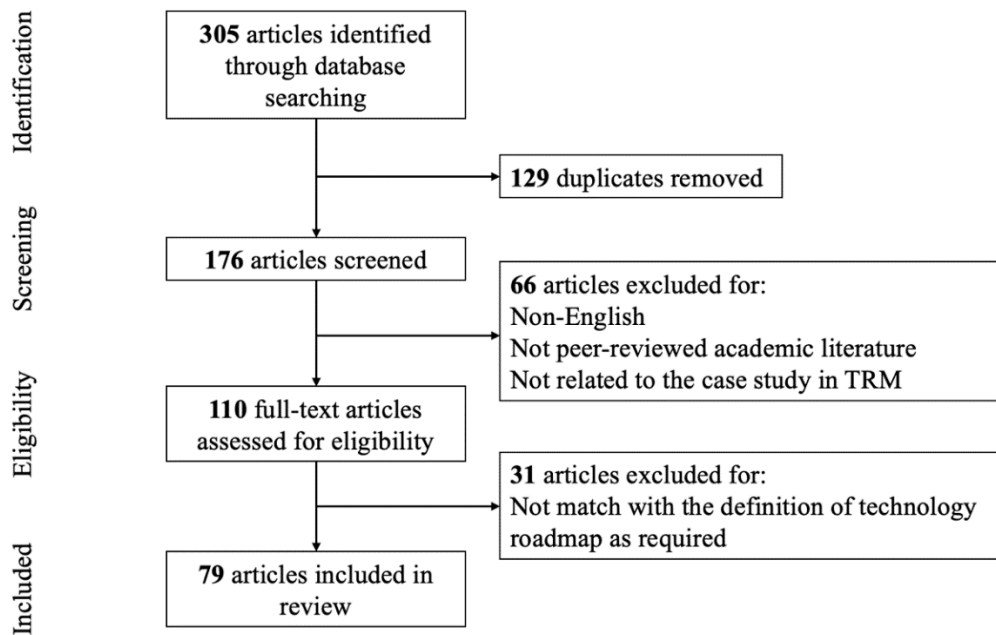 Identification
305 articles identified
through database
searching
129 duplicates removed
Screening
176 articles screened
66 articles excluded for:
Non-English
Not peer-reviewed academic literature
Not related to the case study in TRM
Eligibility
110 full-text articles
assessed for eligibility
31 articles excluded for:
Not match with the definition of technology
roadmap as required
Included
79 articles included in
review